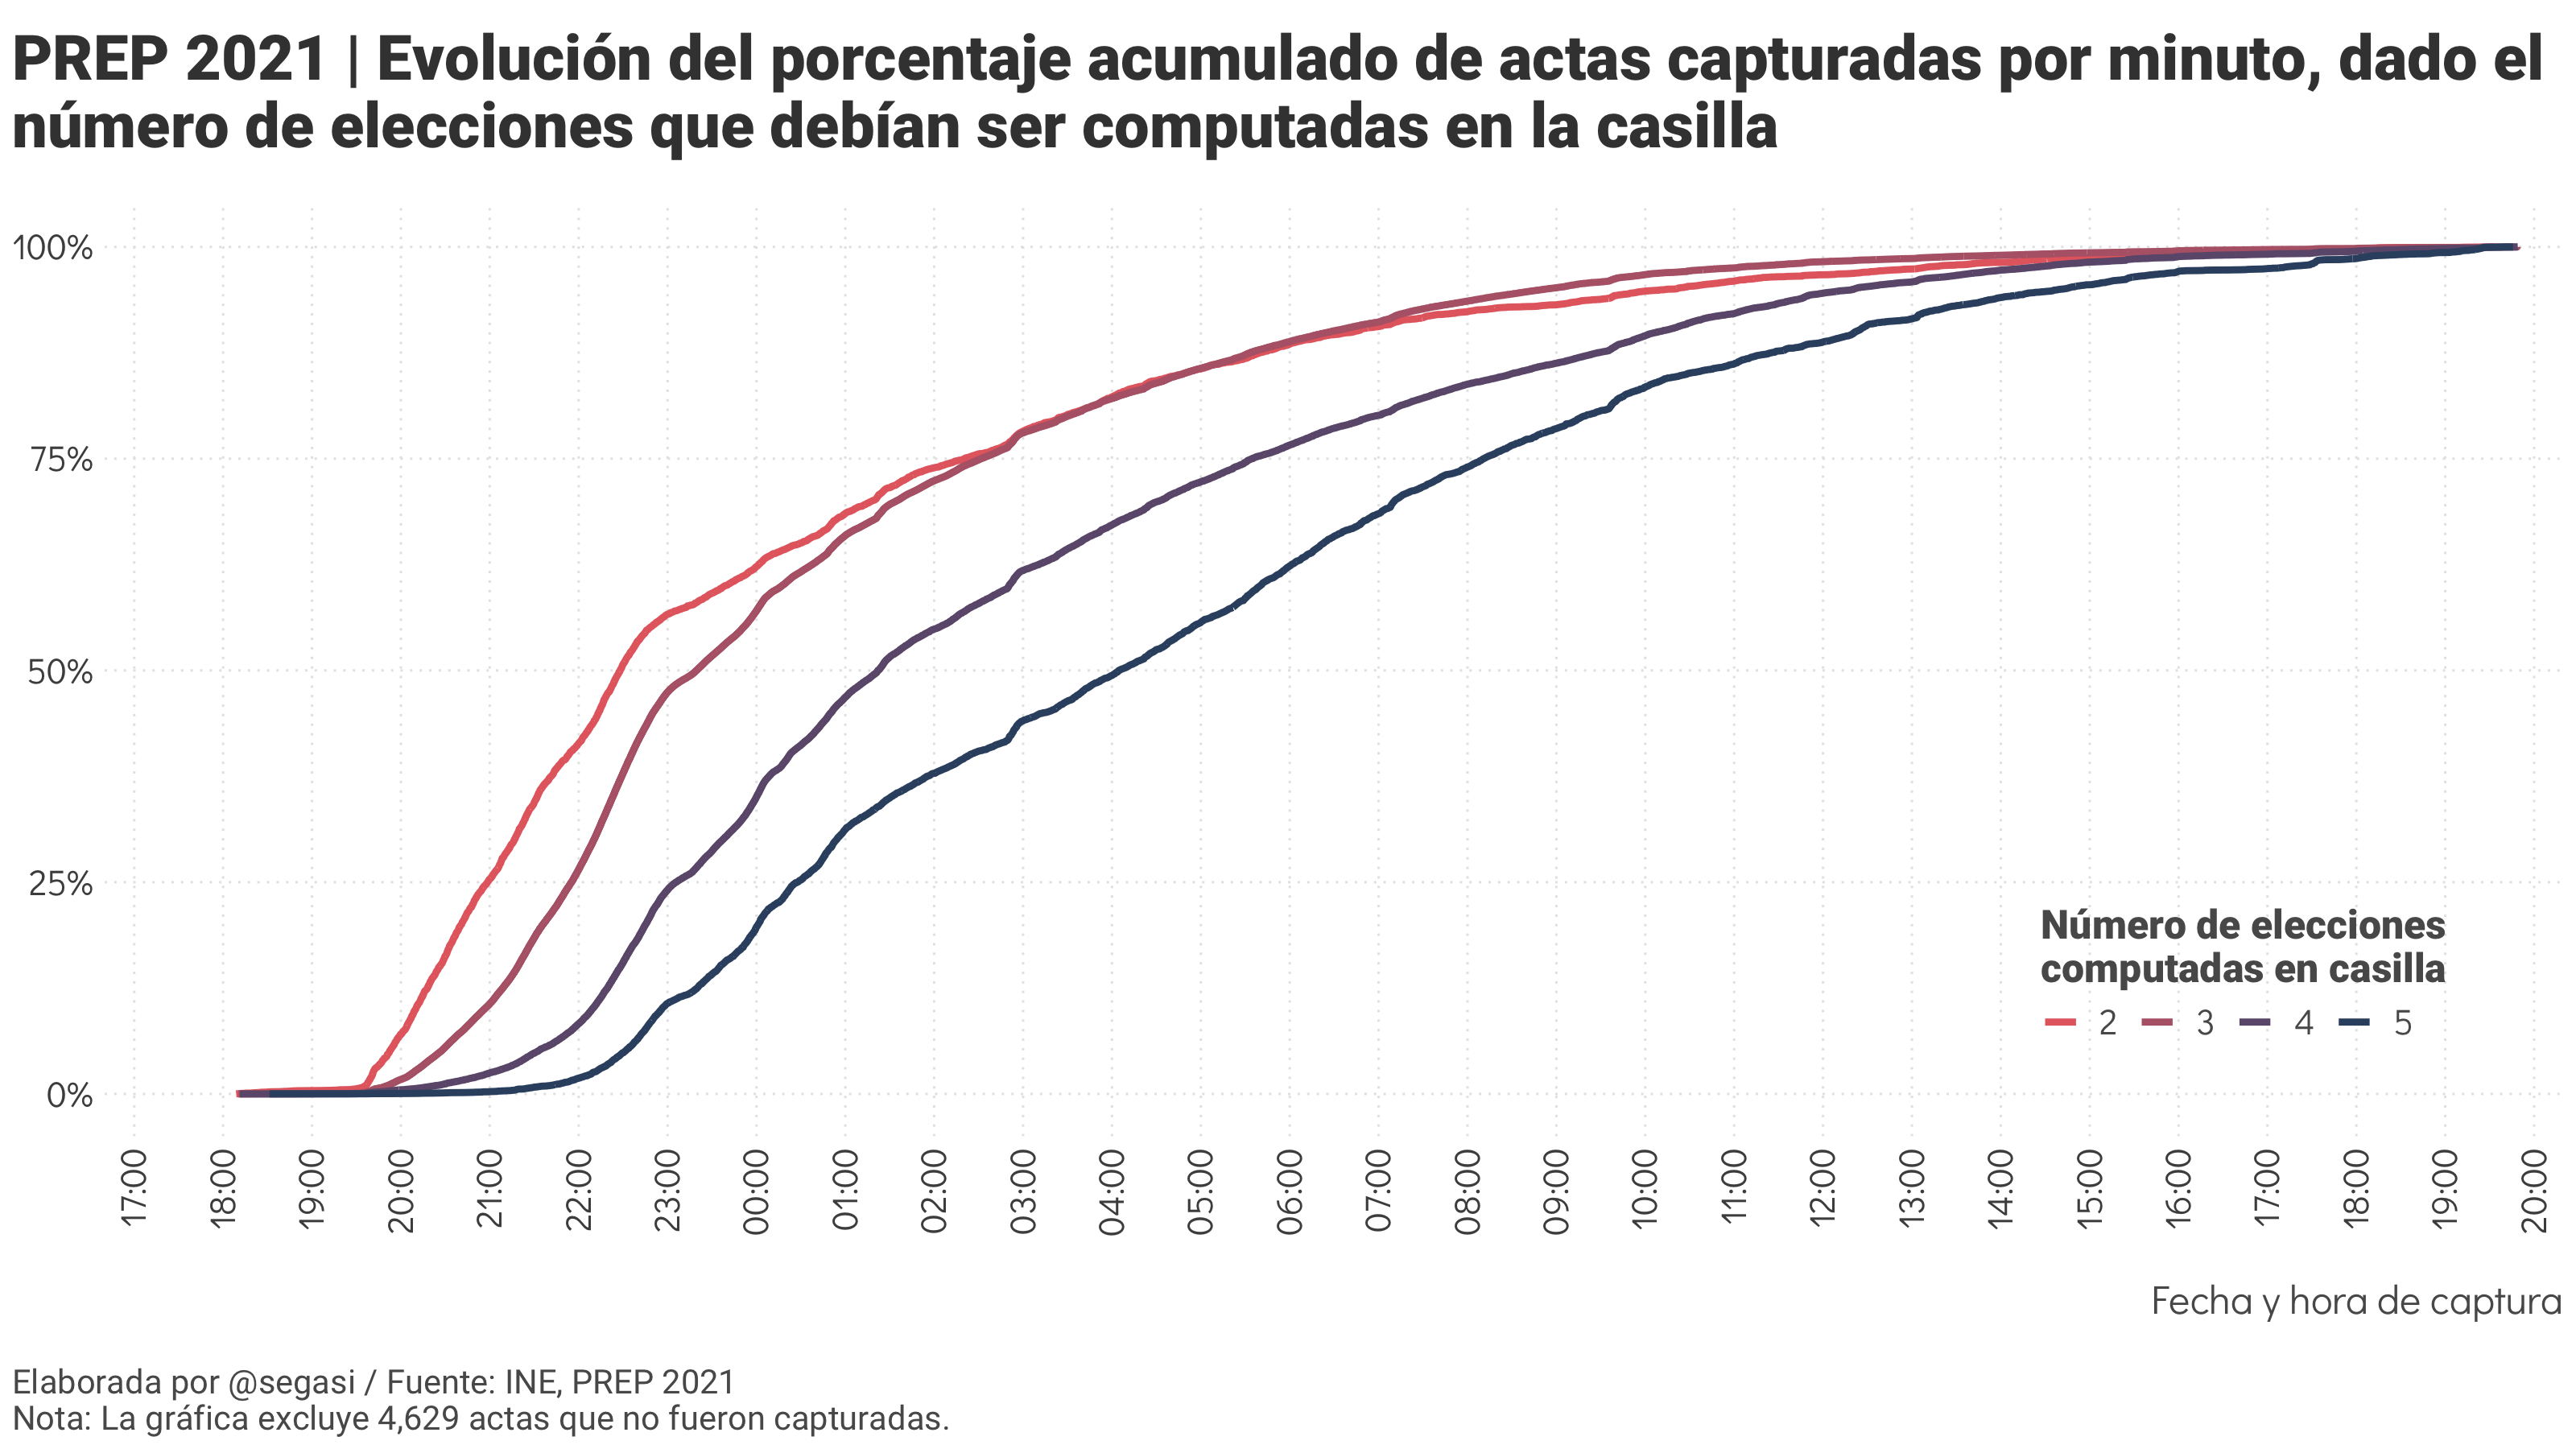 PREP 2021 | Evolución del porcentaje acumulado de actas capturadas por minuto, dado el
número de elecciones que debían ser computadas en la casilla
100%
75%
50%
25%
0%
Número de elecciones
computadas en casilla
2 3 4 5
17:00 18:00 19:00 20:00 21:00 22:00 23:00 00:00 01:00 02:00 03:00 04:00 05:00 06:00 07:00 08:00 09:00 10:00 11:00 12:00 13:00 14:00 15:00 16:00 17:00 18:00 19:00 20:00
Fecha y hora de captura
Elaborada por @segasi / Fuente: INE, PREP 2021
Nota: La gráfica excluye 4,629 actas que no fueron capturadas.